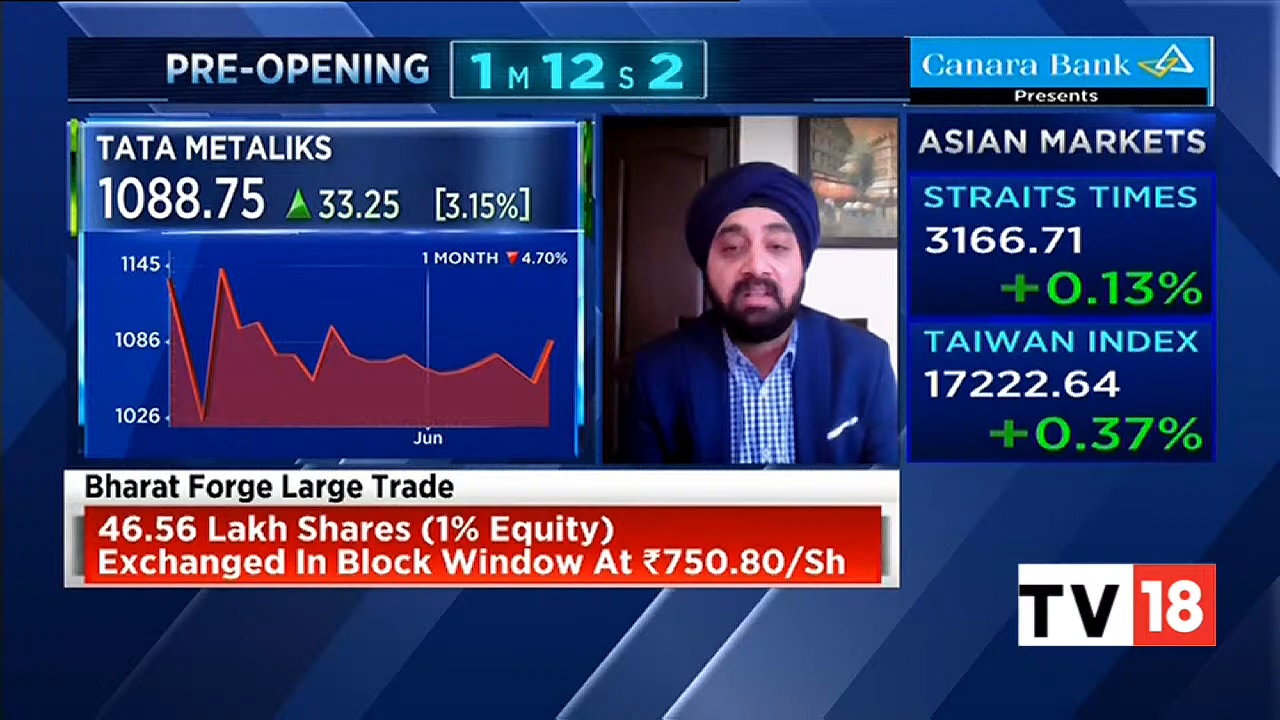 PRE-OPENING 1 M 12 S 2
Canara Bank
Presents
TATA METALIKS
1088.75 ▲ 33.25 [3.15%]
1 MONTH ▼ 4.70%
1145
1086
1026
Jun
ASIAN MARKETS
STRAITS TIMES
3166.71
+0.13%
TAIWAN INDEX
17222.64
+0.37%
Bharat Forge Large Trade
46.56 Lakh Shares (1% Equity)
Exchanged In Block Window At ₹750.80/Sh
TV18